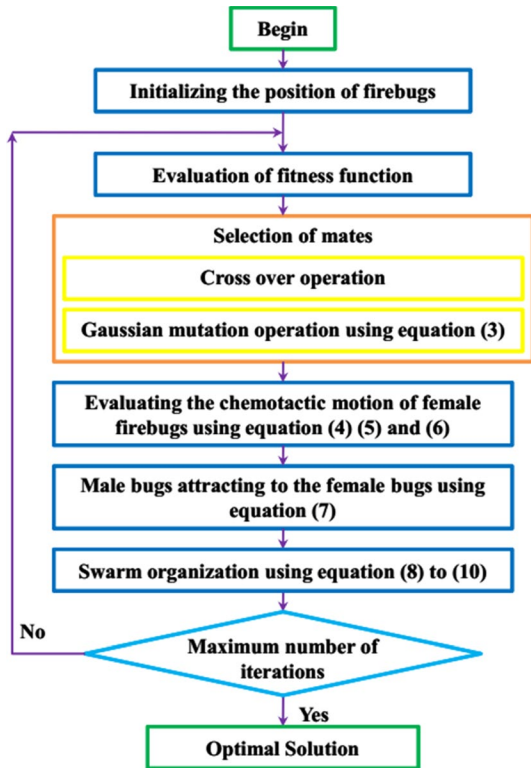 Begin
Initializing the position of firebugs
Evaluation of fitness function
Selection of mates
Cross over operation
Gaussian mutation operation using equation (3)
Evaluating the chemotactic motion of female
firebugs using equation (4) (5) and (6)
Male bugs attracting to the female bugs using
equation (7)
Swarm organization using equation (8) to (10)
No
Maximum number of
iterations
Yes
Optimal Solution